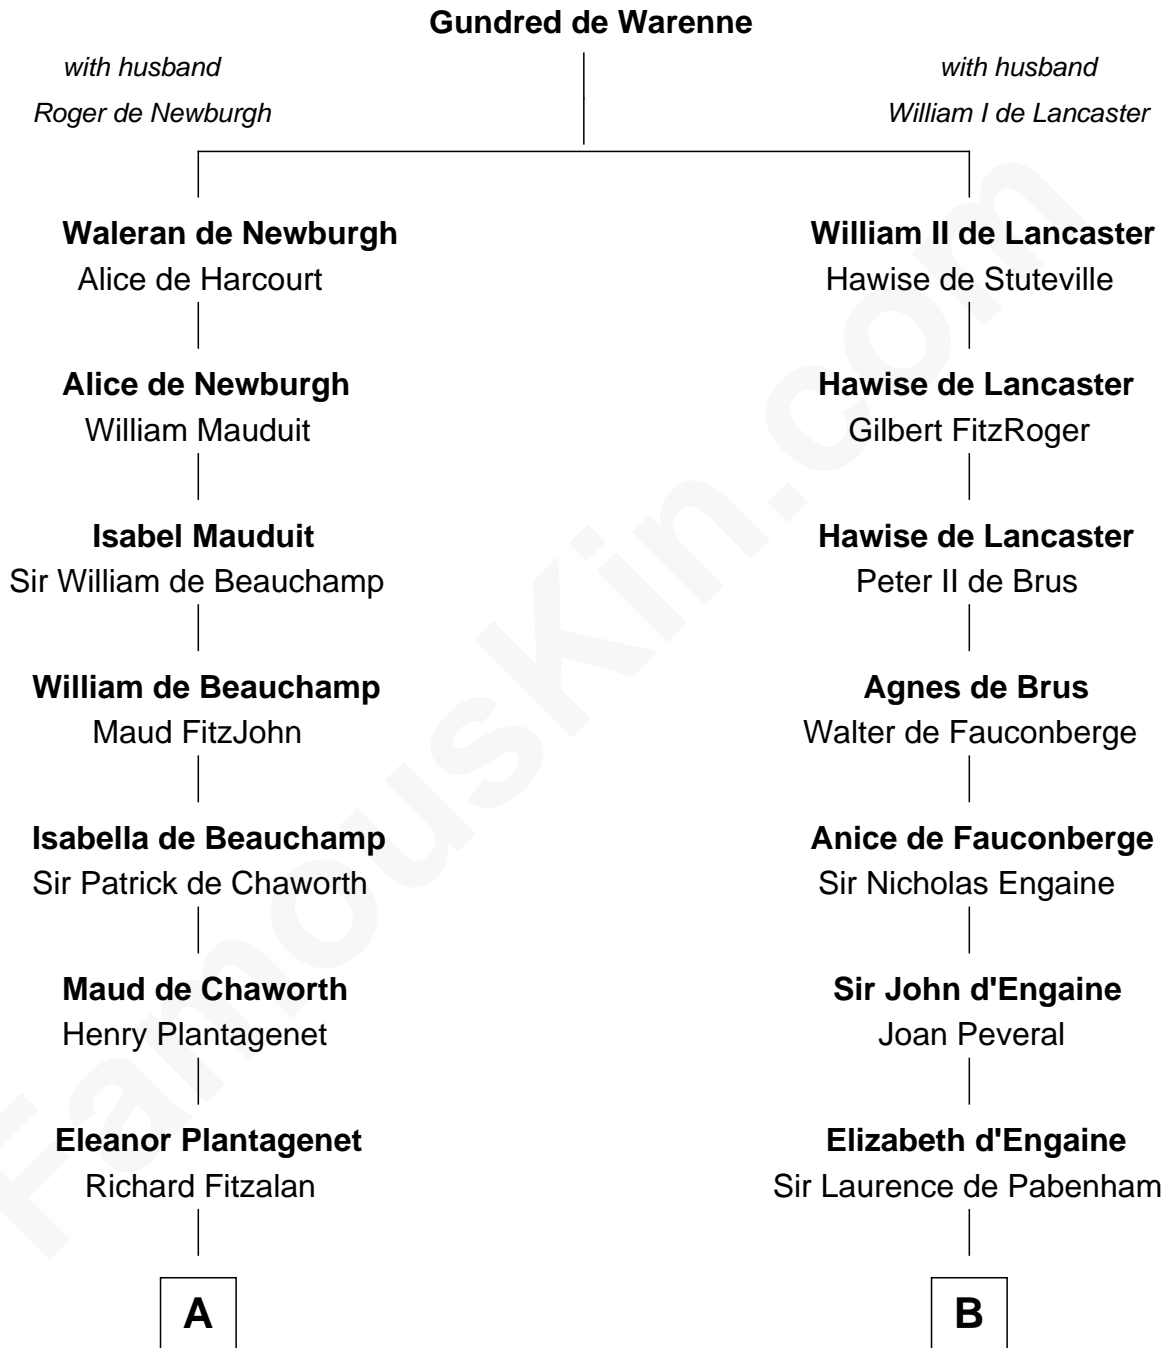 Gundred de Warenne
with husband
Roger de Newburgh
with husband
William I de Lancaster
Waleran de Newburgh
Alice de Harcourt
William II de Lancaster
Hawise de Stuteville
Alice de Newburgh
William Mauduit
Hawise de Lancaster
Gilbert FitzRoger
Isabel Mauduit
Sir William de Beauchamp
Hawise de Lancaster
Peter II de Brus
William de Beauchamp
Maud FitzJohn
Agnes de Brus
Walter de Fauconberge
Isabella de Beauchamp
Sir Patrick de Chaworth
Anice de Fauconberge
Sir Nicholas Engaine
Maud de Chaworth
Henry Plantagenet
Sir John d'Engaine
Joan Peveral
Eleanor Plantagenet
Richard Fitzalan
Elizabeth d'Engaine
Sir Laurence de Pabenham
A
B
FamousKin.com